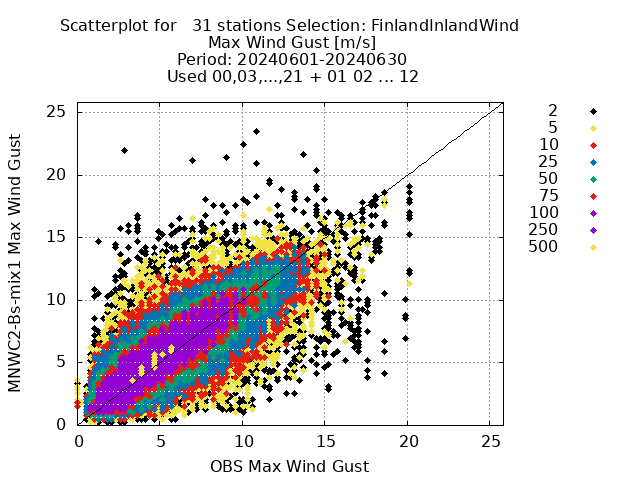 Scatterplot for   31 stations Selection: FinlandInlandWind
Max Wind Gust [m/s]
Period: 20240601-20240630
Used 00,03,...,21 + 01 02 ... 12
MNWC2-Bs-mix1 Max Wind Gust
25
20
15
10
5
0
0 5 10 15 20 25
OBS Max Wind Gust
2
5
10
25
50
75
100
250
500